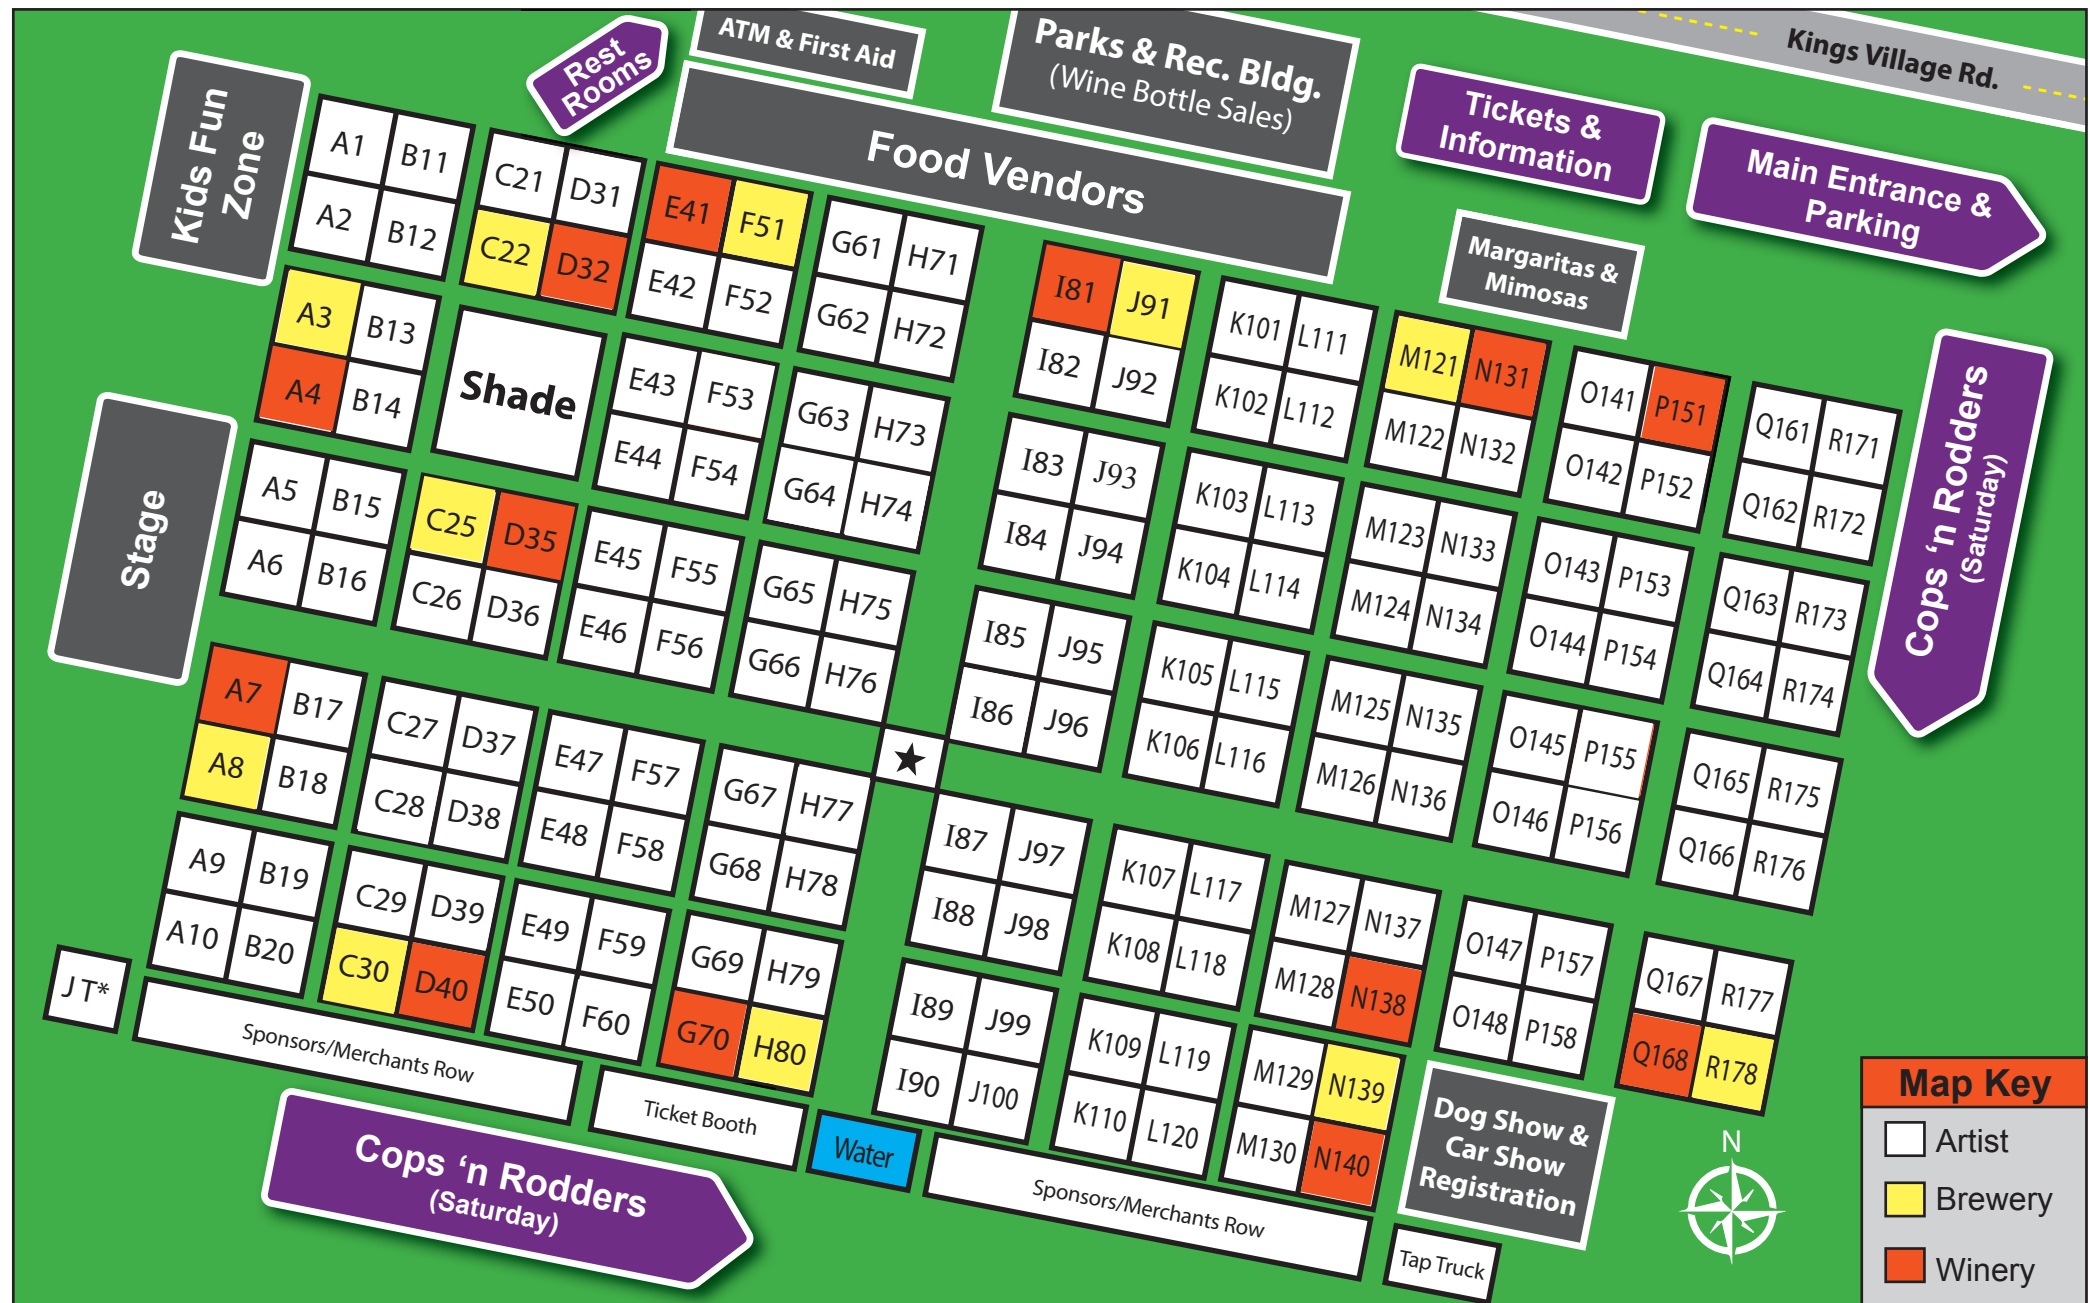 Rest
Rooms
ATM & First Aid
Parks & Rec. Bldg.
(Wine Bottle Sales)
Kings Village Rd.
Kids Fun
Zone
Food Vendors
Tickets &
Information
Main Entrance &
Parking
Margaritas &
Mimosas
Cops ‘n Rodders
(Saturday)
Stage
Shade
A1 B11
A2 B12
C21 D31
C22 D32
E41 F51
E42 F52
G61 H71
G62 H72
I81 J91
I82 J92
K101 L111
K102 L112
M121 N131
M122 N132
O141 P151
O142 P152
Q161 R171
Q162 R172
A3 B13
A4 B14
E43 F53
E44 F54
G63 H73
G64 H74
I83 J93
I84 J94
K103 L113
K104 L114
M123 N133
M124 N134
O143 P153
O144 P154
Q163 R173
Q164 R174
A5 B15
A6 B16
C25 D35
C26 D36
E45 F55
E46 F56
G65 H75
G66 H76
I85 J95
I86 J96
K105 L115
K106 L116
M125 N135
M126 N136
O145 P155
O146 P156
Q165 R175
Q166 R176
A7 B17
A8 B18
C27 D37
C28 D38
E47 F57
E48 F58
G67 H77
G68 H78
I87 J97
I88 J98
K107 L117
K108 L118
M127 N137
M128 N138
O147 P157
O148 P158
Q167 R177
Q168 R178
A9 B19
A10 B20
C29 D39
C30 D40
E49 F59
E50 F60
G69 H79
G70 H80
I89 J99
I90 J100
K109 L119
K110 L120
M129 N139
M130 N140
J T*
Sponsors/Merchants Row
Ticket Booth
Water
Sponsors/Merchants Row
Dog Show &
Car Show
Registration
Tap Truck
Cops ‘n Rodders
(Saturday)
N
Map Key
Artist
Brewery
Winery